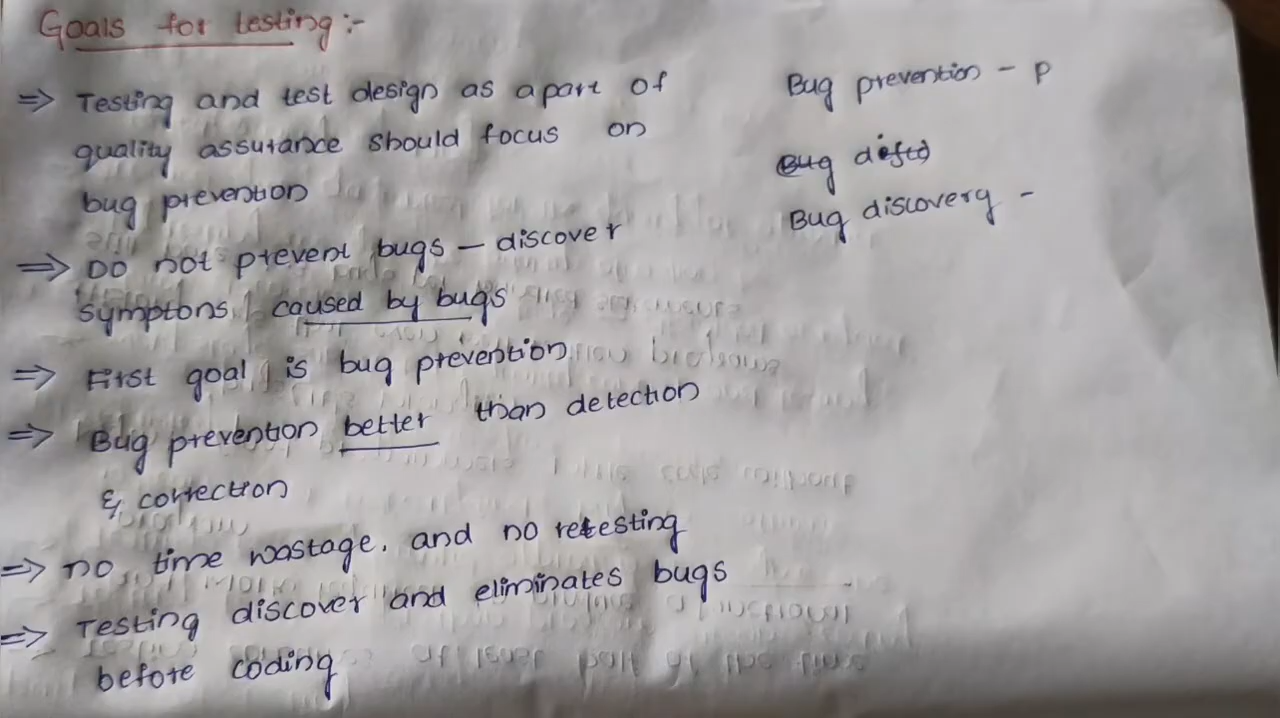 Goals for testing :-
⇒ Testing and test design as a part of
quality assurance should focus on
bug prevention
⇒ Do not prevent bugs — discover
symptons caused by bugs
⇒ First goal is bug prevention
⇒ Bug prevention better than detection
& correction
⇒ no time wastage. and no retesting
⇒ Testing discover and eliminates bugs
before coding
Bug prevention - P
Bug
Bug discovery -